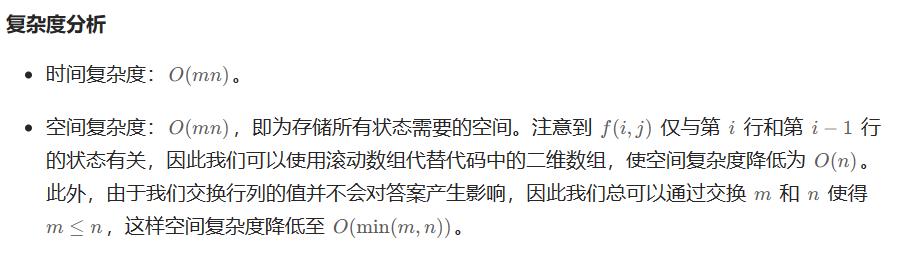 复杂度分析
• 时间复杂度：O(mn)。
• 空间复杂度：O(mn)，即为存储所有状态需要的空间。注意到 f(i, j) 仅与第 i 行和第 i − 1 行
的状态有关，因此我们可以使用滚动数组代替代码中的二维数组，使空间复杂度降低为 O(n)。
此外，由于我们交换行列的值并不会对答案产生影响，因此我们总可以通过交换 m 和 n 使得
m ≤ n，这样空间复杂度降低至 O(min(m, n))。